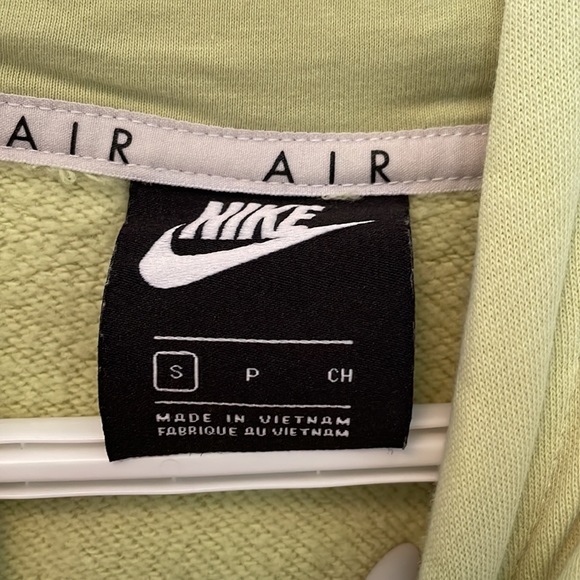 AIR AIR
NIKE
S P CH
MADE IN VIETNAM
FABRIQUE AU VIETNAM